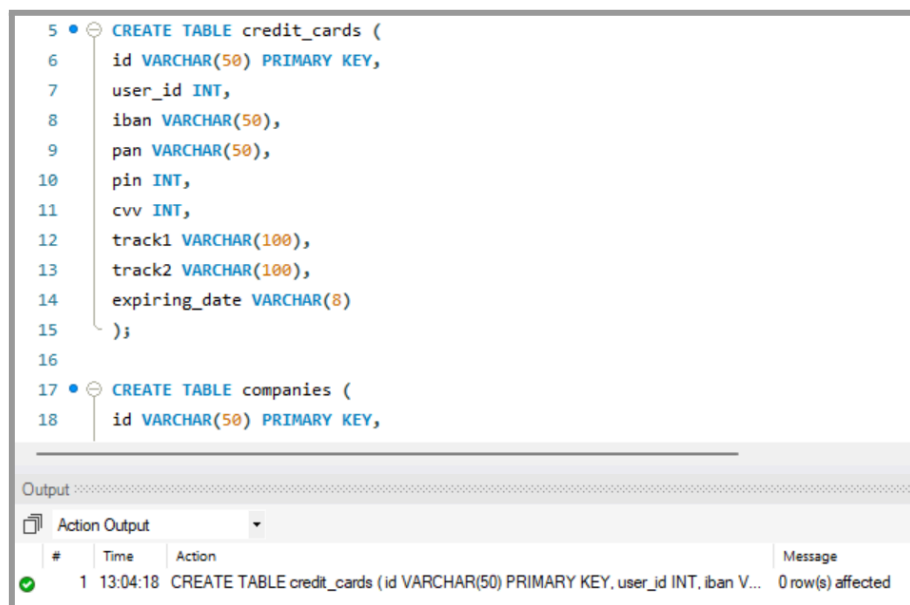 5 CREATE TABLE credit_cards (
6 id VARCHAR(50) PRIMARY KEY,
7 user_id INT,
8 iban VARCHAR(50),
9 pan VARCHAR(50),
10 pin INT,
11 cvv INT,
12 track1 VARCHAR(100),
13 track2 VARCHAR(100),
14 expiring_date VARCHAR(8)
15 );
16
17 CREATE TABLE companies (
18 id VARCHAR(50) PRIMARY KEY,
Output
Action Output
# Time Action Message
1 13:04:18 CREATE TABLE credit_cards ( id VARCHAR(50) PRIMARY KEY, user_id INT, iban V... 0 row(s) affected